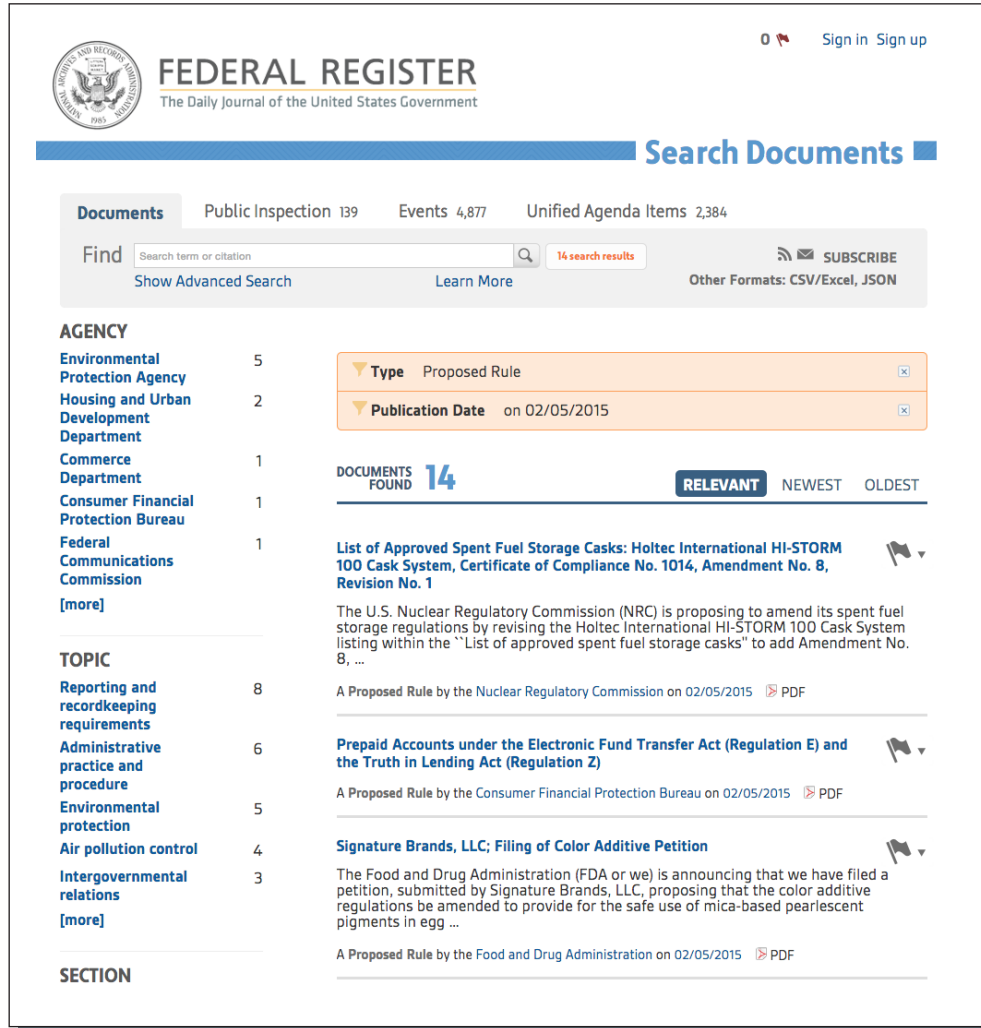 0 Sign in Sign up
NATIONAL ARCHIVES AND RECORDS ADMINISTRATION
1985
FEDERAL REGISTER
The Daily Journal of the United States Government
Search Documents
Documents Public Inspection 139 Events 4,877 Unified Agenda Items 2,384
Find Search term or citation 14 search results SUBSCRIBE
Show Advanced Search Learn More Other Formats: CSV/Excel, JSON
AGENCY
Environmental 5
Protection Agency
Housing and Urban 2
Development
Department
Commerce 1
Department
Consumer Financial 1
Protection Bureau
Federal 1
Communications
Commission
[more]
TOPIC
Reporting and 8
recordkeeping
requirements
Administrative 6
practice and
procedure
Environmental 5
protection
Air pollution control 4
Intergovernmental 3
relations
[more]
SECTION
Type Proposed Rule
Publication Date on 02/05/2015
DOCUMENTS
FOUND 14 RELEVANT NEWEST OLDEST
List of Approved Spent Fuel Storage Casks: Holtec International HI-STORM
100 Cask System, Certificate of Compliance No. 1014, Amendment No. 8,
Revision No. 1
The U.S. Nuclear Regulatory Commission (NRC) is proposing to amend its spent fuel
storage regulations by revising the Holtec International HI-STORM 100 Cask System
listing within the ``List of approved spent fuel storage casks'' to add Amendment No.
8, ...
A Proposed Rule by the Nuclear Regulatory Commission on 02/05/2015 PDF
Prepaid Accounts under the Electronic Fund Transfer Act (Regulation E) and
the Truth in Lending Act (Regulation Z)
A Proposed Rule by the Consumer Financial Protection Bureau on 02/05/2015 PDF
Signature Brands, LLC; Filing of Color Additive Petition
The Food and Drug Administration (FDA or we) is announcing that we have filed a
petition, submitted by Signature Brands, LLC, proposing that the color additive
regulations be amended to provide for the safe use of mica-based pearlescent
pigments in egg ...
A Proposed Rule by the Food and Drug Administration on 02/05/2015 PDF